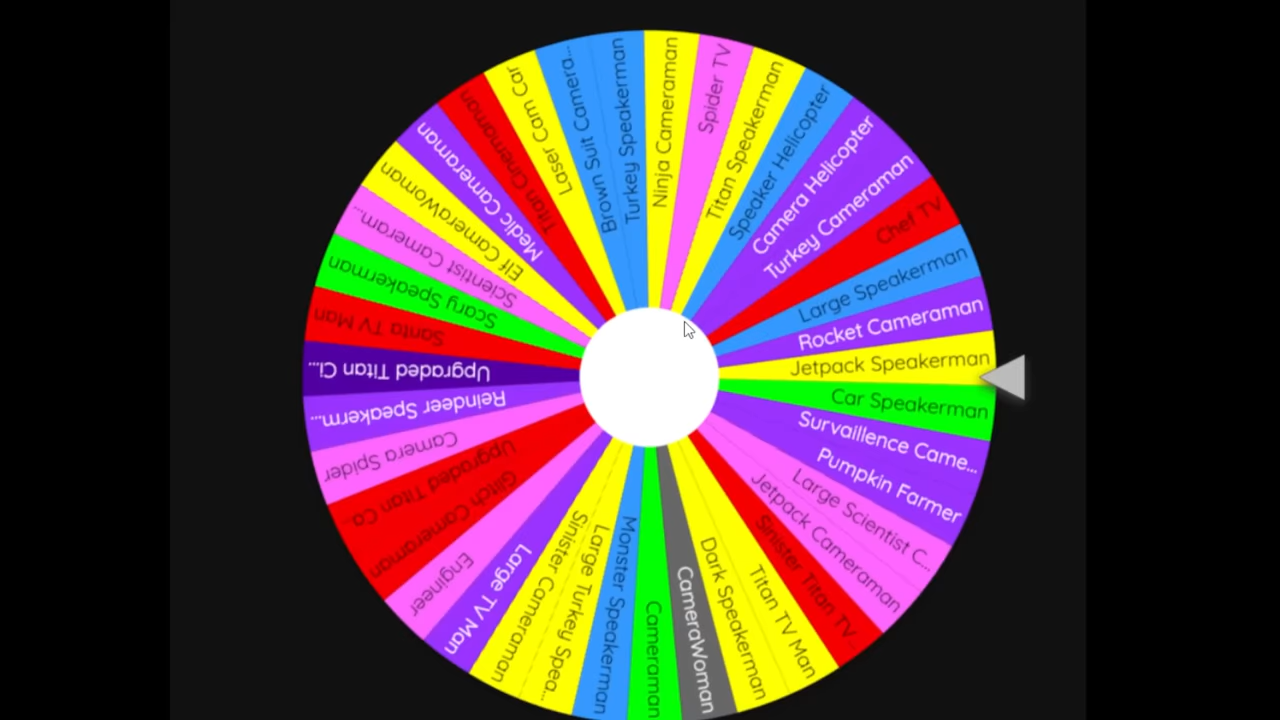 Ninja Cameraman
Spider TV
Titan Speakerman
Speaker Helicopter
Camera Helicopter
Turkey Cameraman
Chef TV
Large Speakerman
Rocket Cameraman
Jetpack Speakerman
Car Speakerman
Survaillence Came...
Pumpkin Farmer
Large Scientist C...
Jetpack Cameraman
Sinister Titan TV
Titan TV Man
Dark Speakerman
CameraWoman
Cameraman
Monster Speakerman
Large Turkey Spea...
Sinister Cameraman
Large TV Man
Engineer
Glitch Cameraman
Upgraded Titan Ca...
Camera Spider
Reindeer Speakerm...
Upgraded Titan Ci...
Santa TV Man
Scary Speakerman
Scientist Cameram...
Elf CameraWoman
Medic Cameraman
Titan Cinemaman
Laser Cam Car
Brown Suit Camera...
Turkey Speakerman